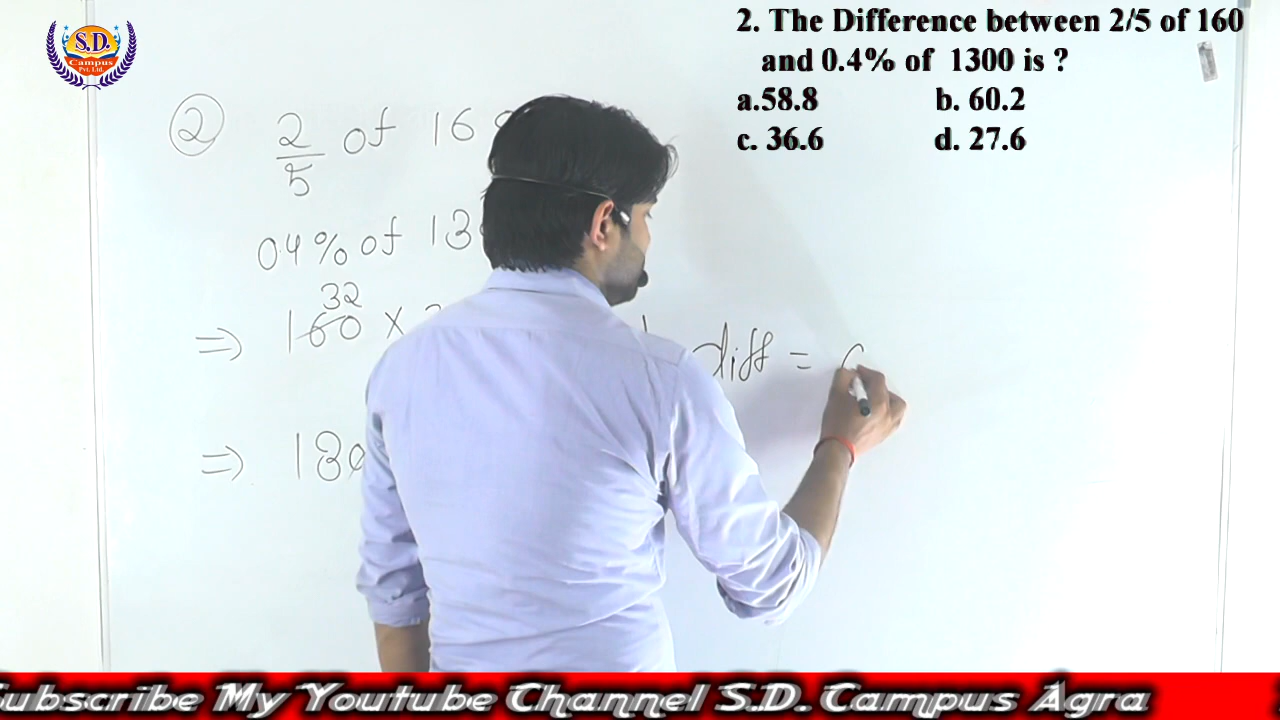 S.D.
Campus
Pvt. Ltd.
2. The Difference between 2/5 of 160
and 0.4% of 1300 is ?
a.58.8 b. 60.2
c. 36.6 d. 27.6
2 2/5 of 16
04% of 13
32
⇒ 160 ×
diff =
⇒ 130
Subscribe My Youtube Channel S.D. Campus Agra